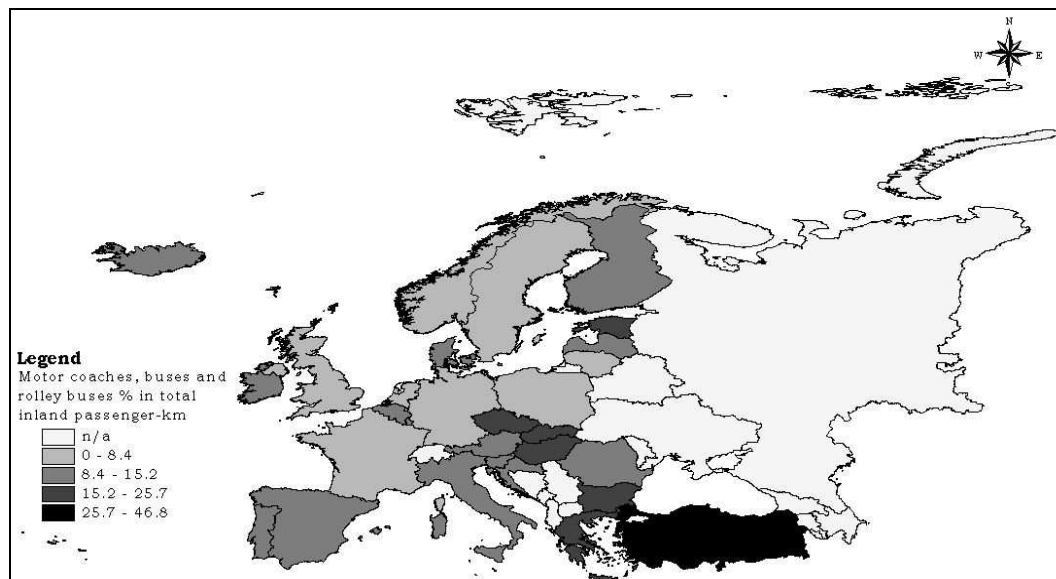 N
W E
S
Legend
Motor coaches, buses and
rolley buses % in total
inland passenger-km
n/a
0 - 8.4
8.4 - 15.2
15.2 - 25.7
25.7 - 46.8